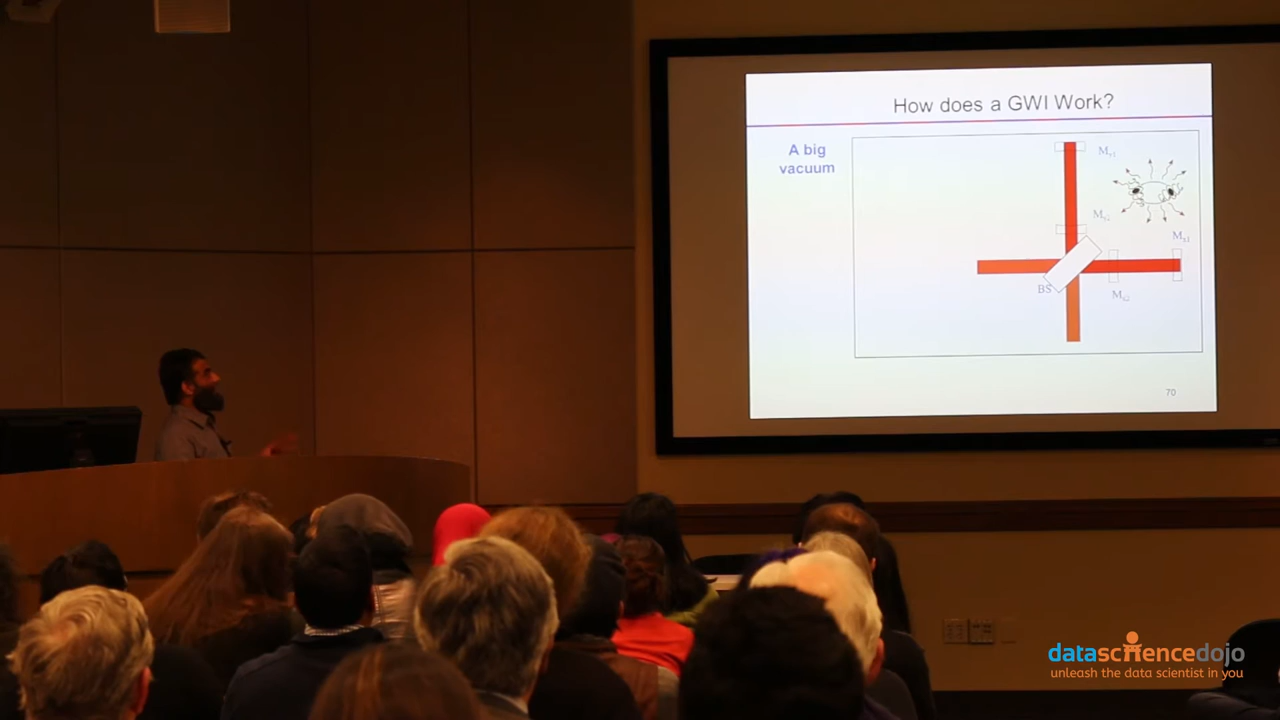 How does a GWI Work?
A big
vacuum
BS
70
datasciencedojo
unleash the data scientist in you